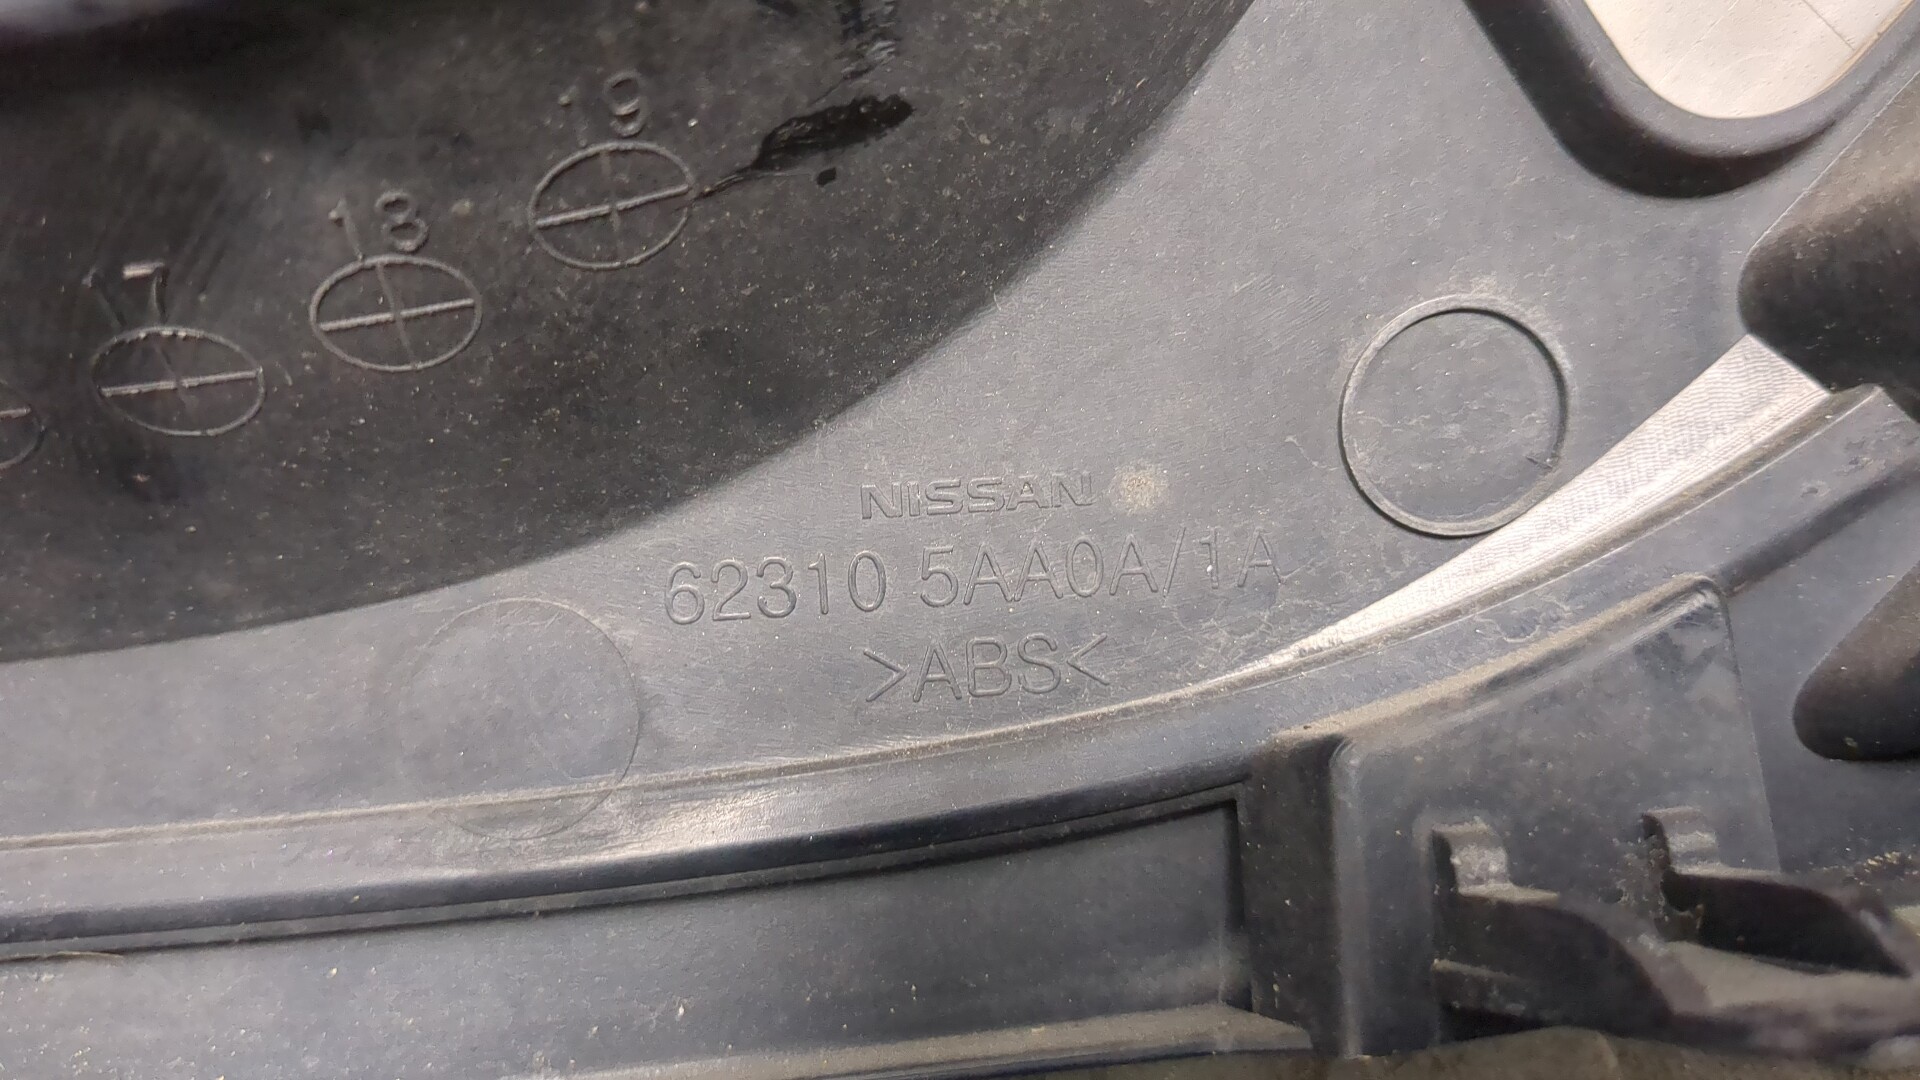 19
18
17
NISSAN
62310 5AA0A/1A
>ABS<